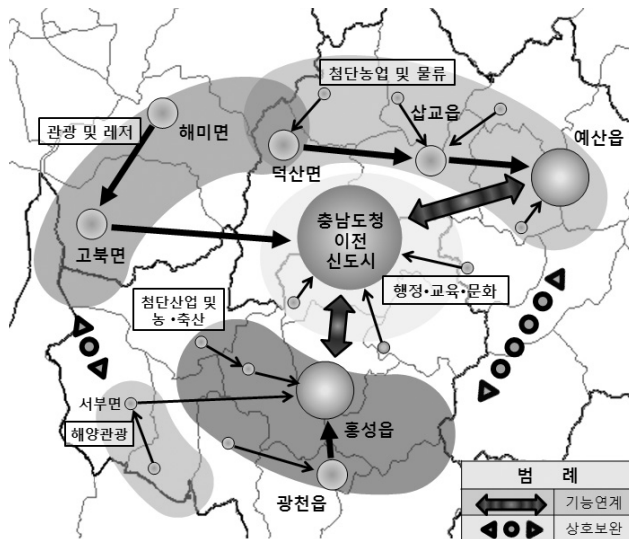 첨단농업 및 물류
삽교읍
예산읍
관광 및 레저
해미면
덕산면
고북면
충남도청
이전
신도시
행정•교육•문화
첨단산업 및
농•축산
서부면
해양관광
홍성읍
광천읍
범 례
기능연계
상호보완